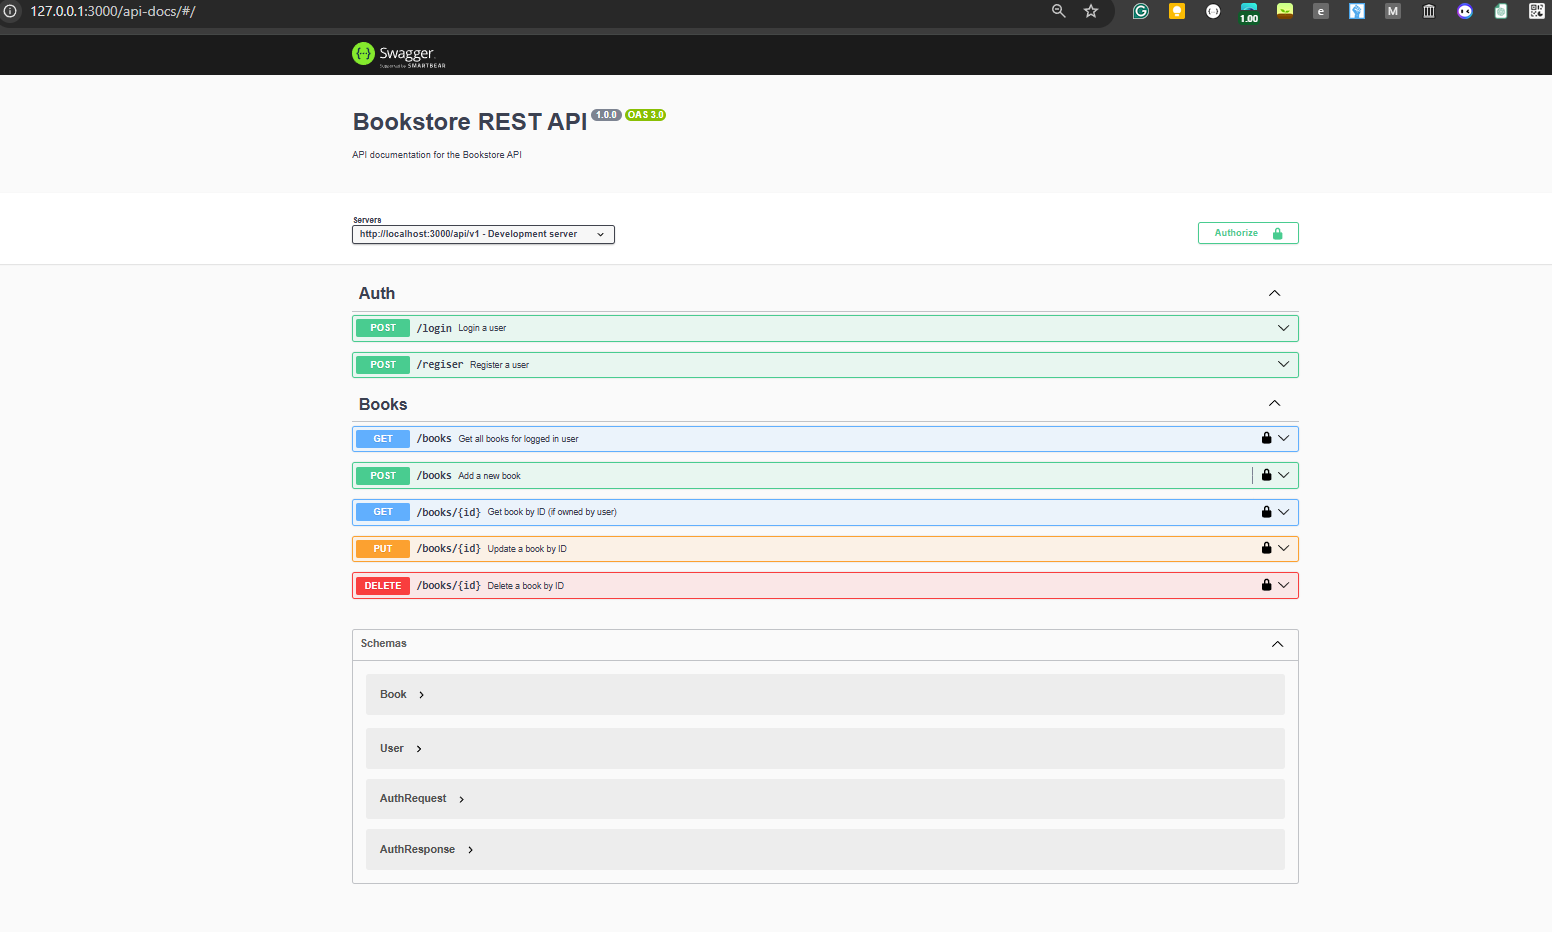 127.0.0.1:3000/api-docs/#/
1.00
e
M
Swagger
Supported by SMARTBEAR
Bookstore REST API 1.0.0 OAS 3.0
API documentation for the Bookstore API
Servers
http://localhost:3000/api/v1 - Development server
Authorize
Auth
POST /login Login a user
POST /regiser Register a user
Books
GET /books Get all books for logged in user
POST /books Add a new book
GET /books/{id} Get book by ID (if owned by user)
PUT /books/{id} Update a book by ID
DELETE /books/{id} Delete a book by ID
Schemas
Book
User
AuthRequest
AuthResponse